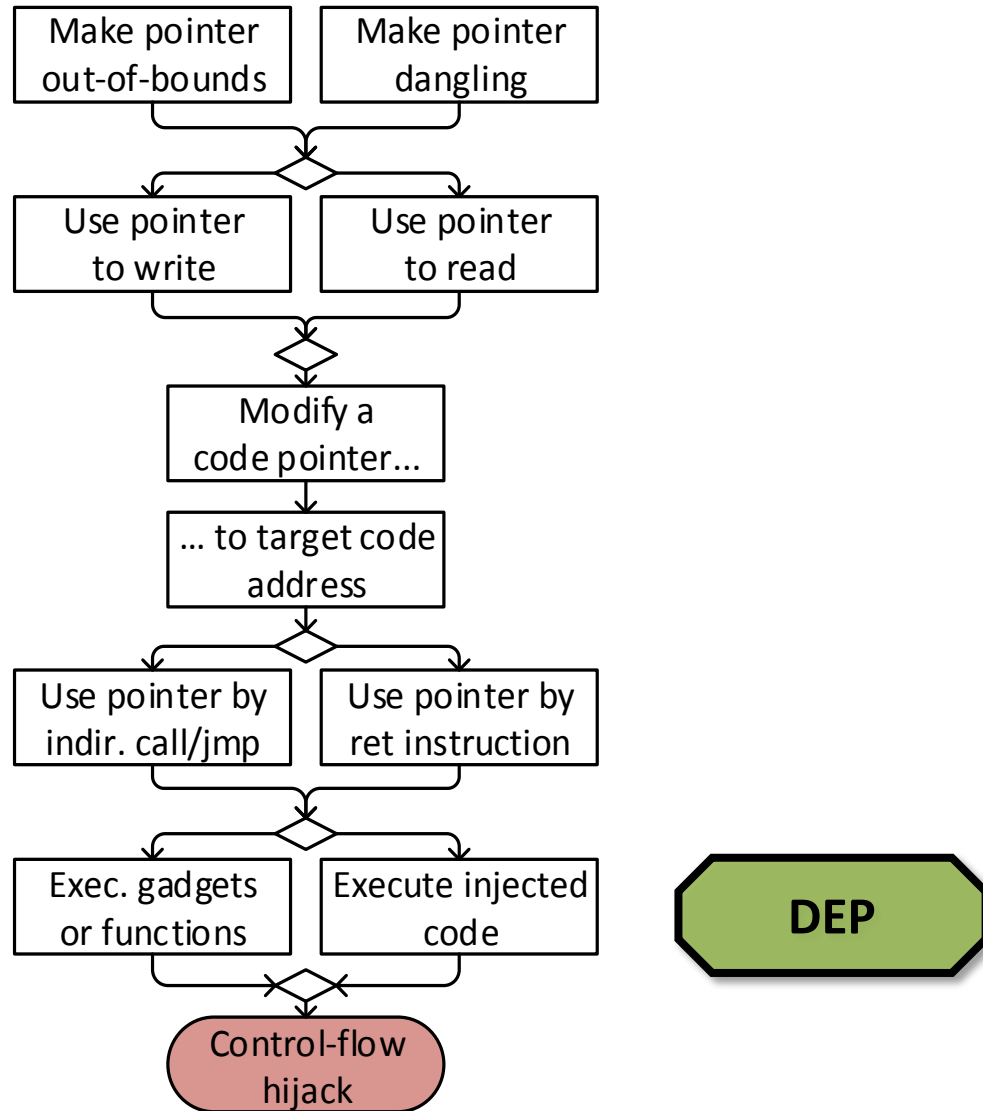 Make pointer
out-of-bounds
Make pointer
dangling
Use pointer
to write
Use pointer
to read
Modify a
code pointer...
... to target code
address
Use pointer by
indir. call/jmp
Use pointer by
ret instruction
Exec. gadgets
or functions
Execute injected
code
DEP
Control-flow
hijack